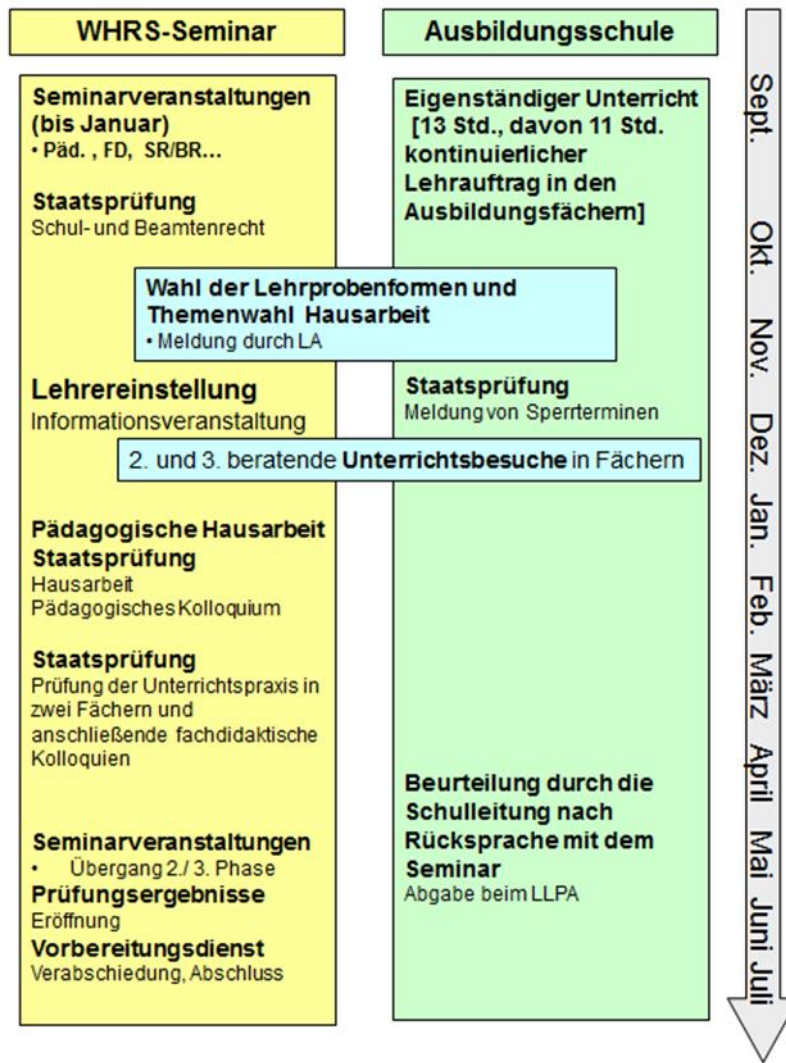 WHRS-Seminar
Ausbildungsschule
Seminarveranstaltungen
(bis Januar)
• Päd. , FD, SR/BR…
Staatsprüfung
Schul- und Beamtenrecht
Eigenständiger Unterricht
[13 Std., davon 11 Std.
kontinuierlicher
Lehrauftrag in den
Ausbildungsfächern]
Wahl der Lehrprobenformen und
Themenwahl Hausarbeit
• Meldung durch LA
Lehrereinstellung
Informationsveranstaltung
Staatsprüfung
Meldung von Sperrterminen
2. und 3. beratende Unterrichtsbesuche in Fächern
Pädagogische Hausarbeit
Staatsprüfung
Hausarbeit
Pädagogisches Kolloquium
Staatsprüfung
Prüfung der Unterrichtspraxis in
zwei Fächern und
anschließende fachdidaktische
Kolloquien
Beurteilung durch die
Schulleitung nach
Rücksprache mit dem
Seminar
Abgabe beim LLPA
Seminarveranstaltungen
• Übergang 2./ 3. Phase
Prüfungsergebnisse
Eröffnung
Vorbereitungsdienst
Verabschiedung, Abschluss
Sept. Okt. Nov. Dez. Jan. Feb. März April Mai Juni Juli